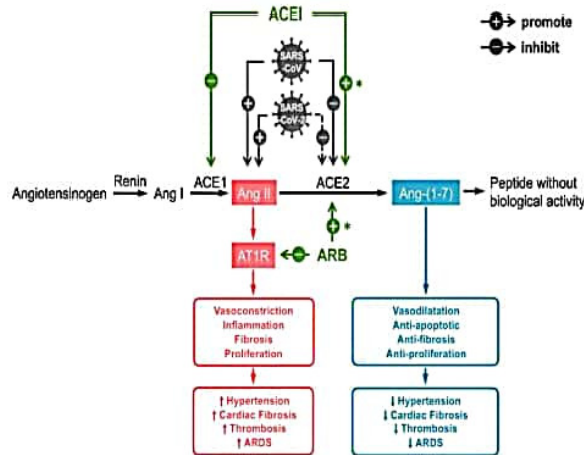 ACEI
promote
inhibit
SARS
-CoV
SARS
-CoV-2
*
Angiotensinogen
Renin
Ang I
ACE1
Ang II
ACE2
Ang-(1-7)
Peptide without
biological activity
*
AT1R
ARB
Vasoconstriction
Inflammation
Fibrosis
Proliferation
Vasodilatation
Anti-apoptotic
Anti-fibrosis
Anti-proliferation
↑ Hypertension
↑ Cardiac Fibrosis
↑ Thrombosis
↑ ARDS
↓ Hypertension
↓ Cardiac Fibrosis
↓ Thrombosis
↓ ARDS